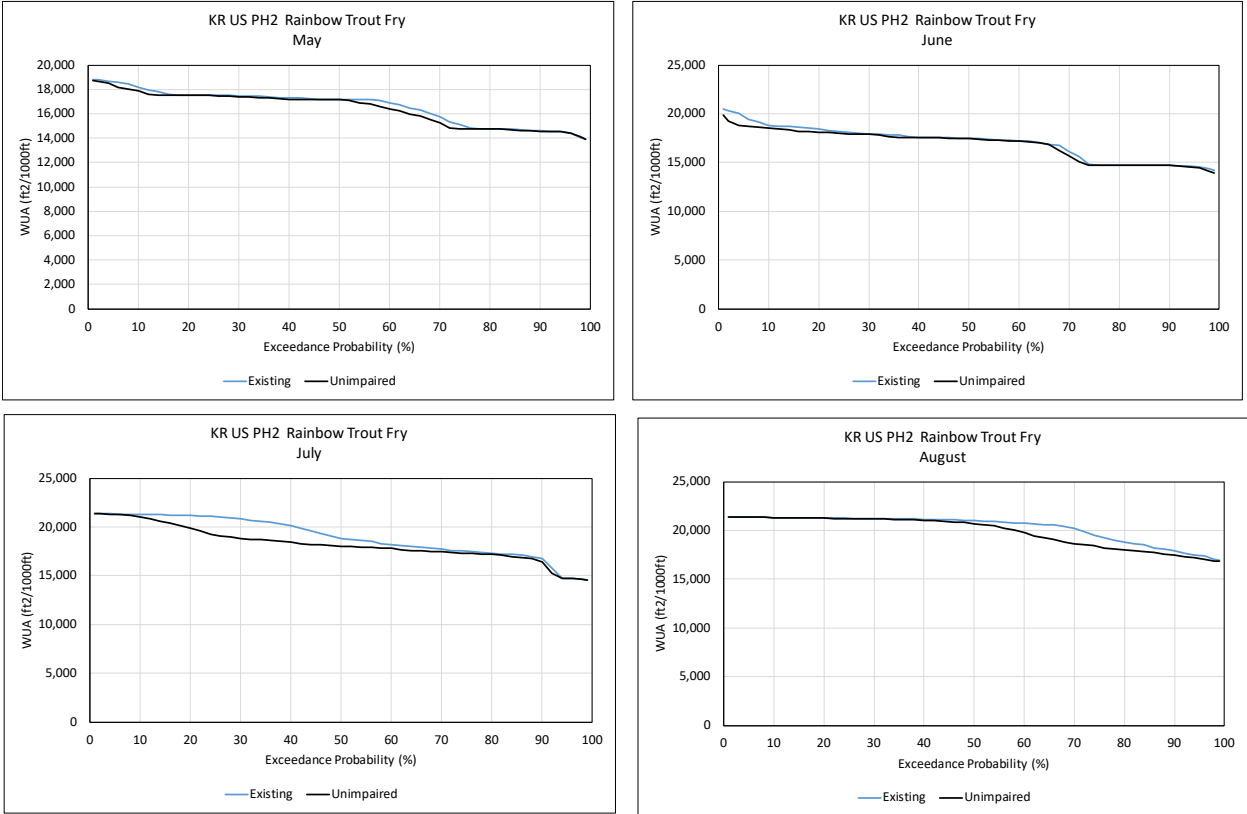 KR US PH2 Rainbow Trout Fry
May
20,000
18,000
16,000
14,000
12,000
10,000
8,000
6,000
4,000
2,000
0
WUA (ft2/1000ft)
0 10 20 30 40 50 60 70 80 90 100
Exceedance Probability (%)
Existing Unimpaired
KR US PH2 Rainbow Trout Fry
June
25,000
20,000
15,000
10,000
5,000
0
WUA (ft2/1000ft)
0 10 20 30 40 50 60 70 80 90 100
Exceedance Probability (%)
Existing Unimpaired
KR US PH2 Rainbow Trout Fry
July
25,000
20,000
15,000
10,000
5,000
0
WUA (ft2/1000ft)
0 10 20 30 40 50 60 70 80 90 100
Exceedance Probability (%)
Existing Unimpaired
KR US PH2 Rainbow Trout Fry
August
25,000
20,000
15,000
10,000
5,000
0
WUA (ft2/1000ft)
0 10 20 30 40 50 60 70 80 90 100
Exceedance Probability (%)
Existing Unimpaired